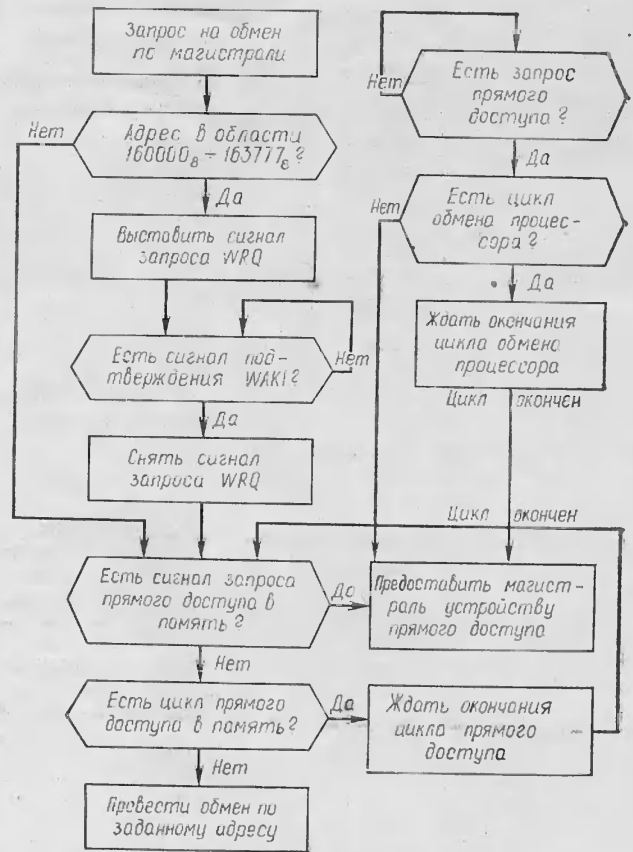 Запрос на обмен
по магистрали
Нет
Адрес в области
160000₈ ÷ 163777₈?
Да
Выставить сигнал
запроса WRQ
Есть сигнал под-
тверждения WAKI?
Нет
Да
Снять сигнал
запроса WRQ
Есть сигнал запроса
прямого доступа в
память?
Да
Нет
Есть цикл прямого
доступа в память?
Да
Нет
Провести обмен по
заданному адресу
Нет
Есть запрос
прямого
доступа?
Да
Нет
Есть цикл
обмена процес-
сора?
Да
Ждать окончания
цикла обмена
процессора
Цикл окончен
Цикл окончен
Предоставить магист-
раль устройству
прямого доступа
Ждать окончания
цикла прямого
доступа